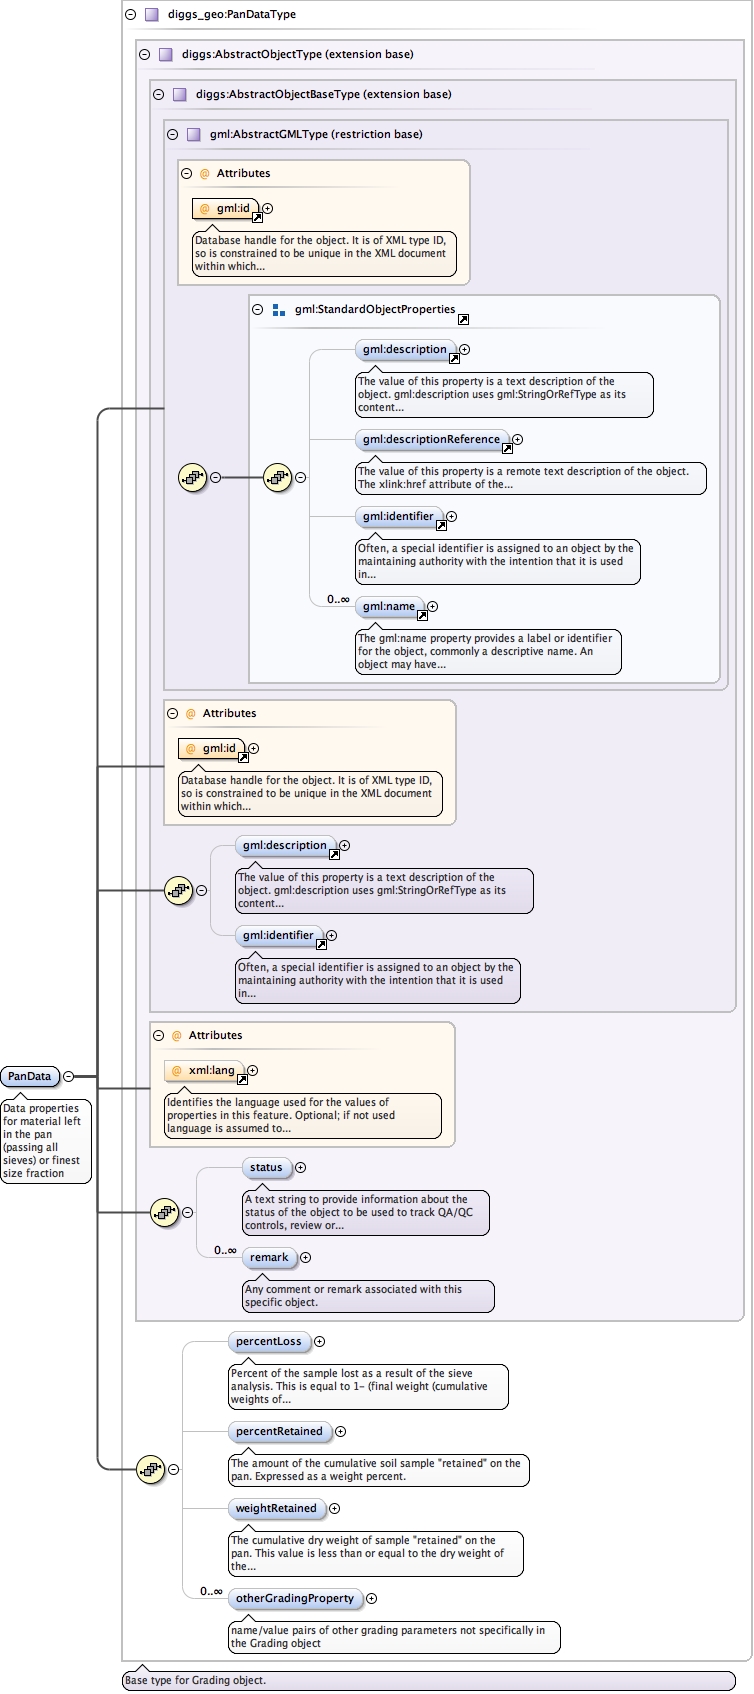 diggs_geo:PanDataType
diggs:AbstractObjectType (extension base)
diggs:AbstractObjectBaseType (extension base)
gml:AbstractGMLType (restriction base)
@ Attributes
@ gml:id
Database handle for the object. It is of XML type ID,
so is constrained to be unique in the XML document
within which...
gml:StandardObjectProperties
gml:description
The value of this property is a text description of the
object. gml:description uses gml:StringOrRefType as its
content...
gml:descriptionReference
The value of this property is a remote text description of the object.
The xlink:href attribute of the...
gml:identifier
Often, a special identifier is assigned to an object by the
maintaining authority with the intention that it is used
in...
0..∞
gml:name
The gml:name property provides a label or identifier
for the object, commonly a descriptive name. An
object may have...
@ Attributes
@ gml:id
Database handle for the object. It is of XML type ID,
so is constrained to be unique in the XML document
within which...
gml:description
The value of this property is a text description of the
object. gml:description uses gml:StringOrRefType as its
content...
gml:identifier
Often, a special identifier is assigned to an object by the
maintaining authority with the intention that it is used
in...
@ Attributes
@ xml:lang
Identifies the language used for the values of
properties in this feature. Optional; if not used
language is assumed to...
PanData
Data properties
for material left
in the pan
(passing all
sieves) or finest
size fraction
status
A text string to provide information about the
status of the object to be used to track QA/QC
controls, review or...
0..∞
remark
Any comment or remark associated with this
specific object.
percentLoss
Percent of the sample lost as a result of the sieve
analysis. This is equal to 1- (final weight (cumulative
weights of...
percentRetained
The amount of the cumulative soil sample "retained" on the
pan. Expressed as a weight percent.
weightRetained
The cumulative dry weight of sample "retained" on the
pan. This value is less than or equal to the dry weight of
the...
0..∞
otherGradingProperty
name/value pairs of other grading parameters not specifically in
the Grading object
Base type for Grading object.